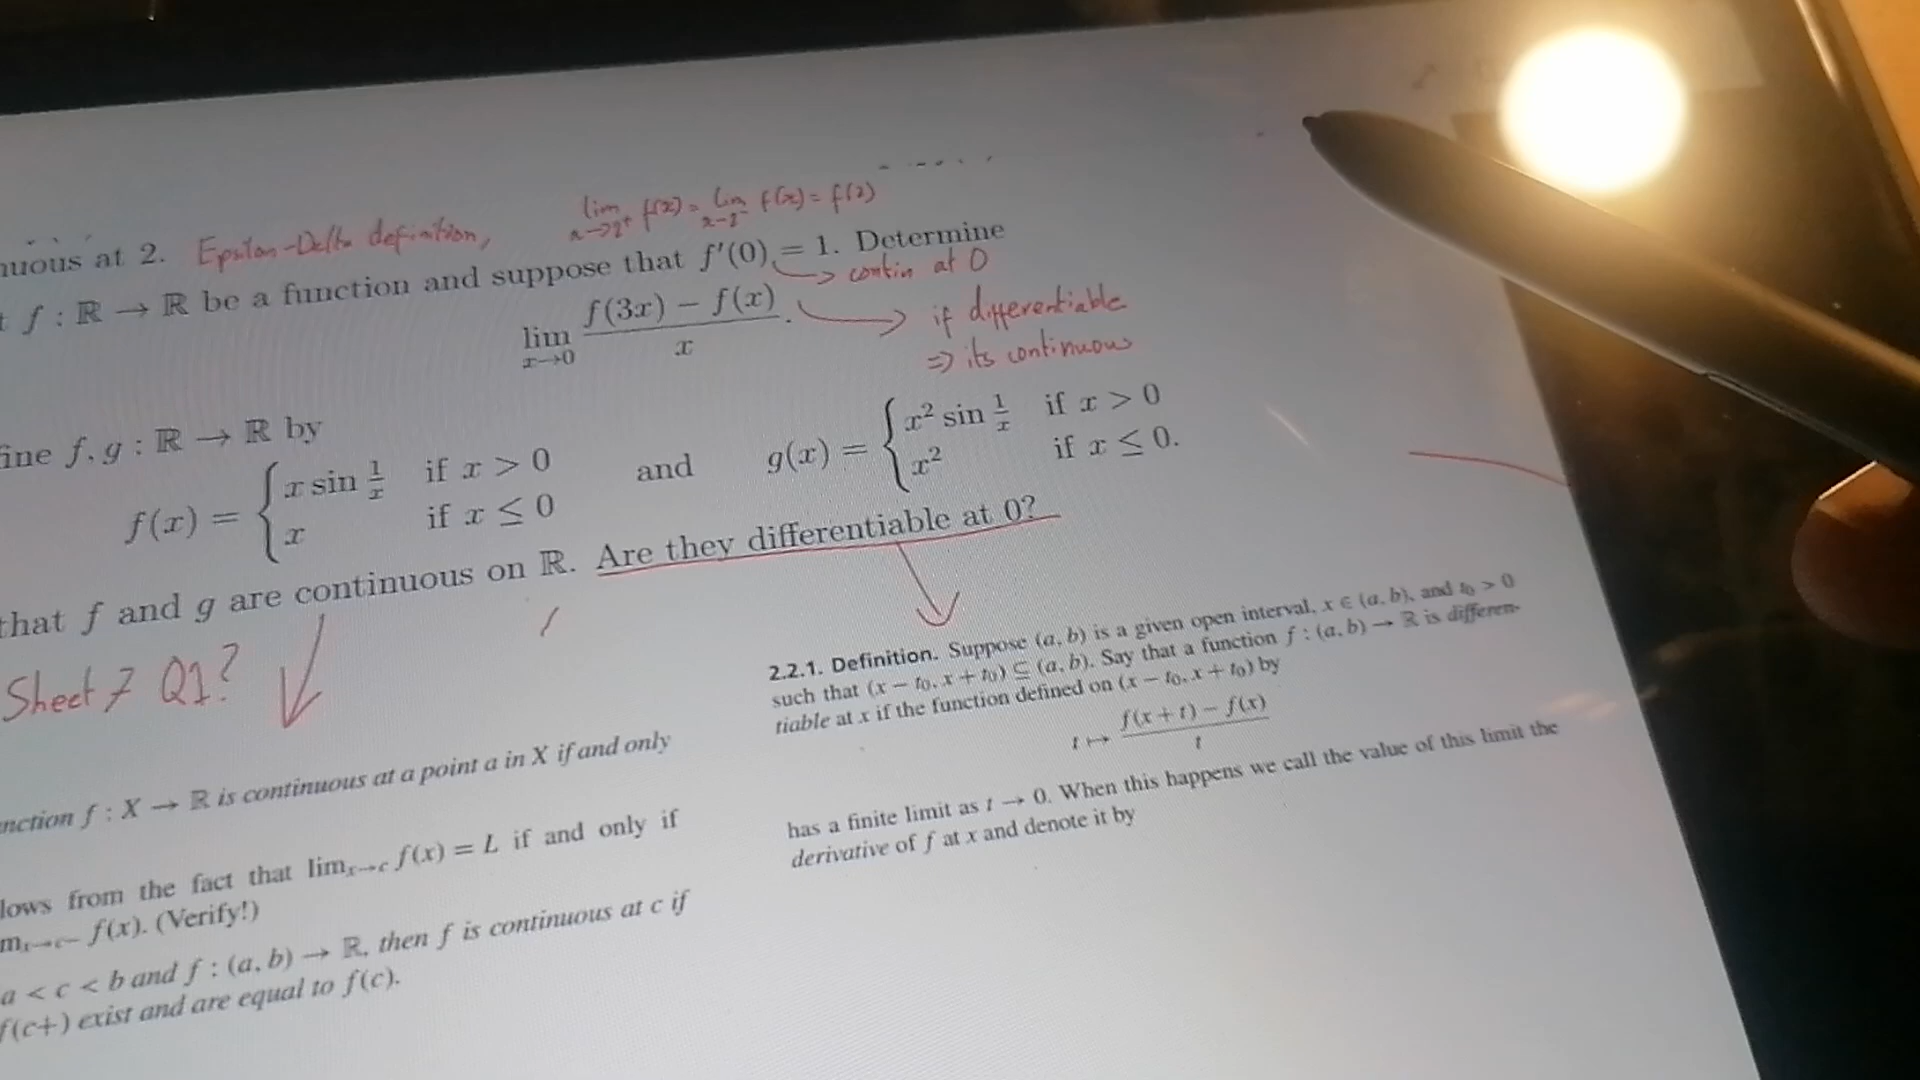 nuous at 2. Epsilon-Delta definition, lim x→2+ f(x) = lim x→2- f(x) = f(2)
f : ℝ → ℝ be a function and suppose that f′(0) = 1. Determine
→ contin at 0
lim x→0 (f(3x) − f(x))/x.
→ if differentiable
⇒ its continuous
fine f, g : ℝ → ℝ by
f(x) = { x sin 1/x if x > 0
x if x ≤ 0
and g(x) = { x² sin 1/x if x > 0
x² if x ≤ 0.
that f and g are continuous on ℝ. Are they differentiable at 0?
Sheet 7 Q1?
nction f : X → ℝ is continuous at a point a in X if and only
lows from the fact that lim x→c f(x) = L if and only if
m x→c− f(x). (Verify!)
a < c < b and f : (a, b) → ℝ, then f is continuous at c if
f(c+) exist and are equal to f(c).
2.2.1. Definition. Suppose (a, b) is a given open interval, x ∈ (a, b), and t₀ > 0
such that (x − t₀, x + t₀) ⊆ (a, b). Say that a function f : (a, b) → ℝ is differen-
tiable at x if the function defined on (x − t₀, x + t₀) by
t ↦ (f(x + t) − f(x))/t
has a finite limit as t → 0. When this happens we call the value of this limit the
derivative of f at x and denote it by